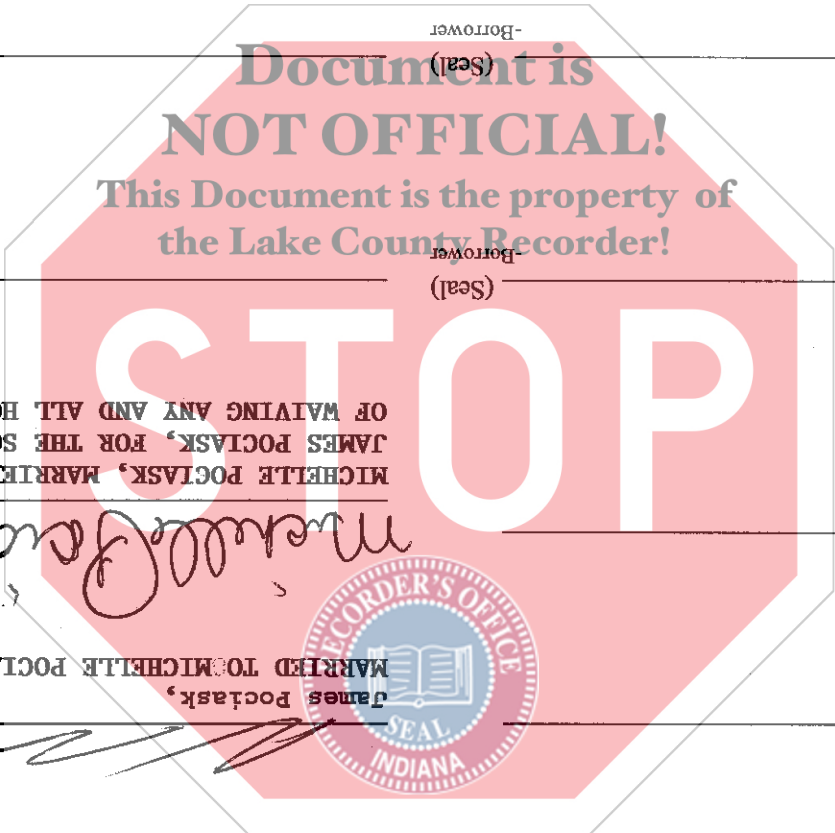 Document is
NOT OFFICIAL!
This Document is the property of
the Lake County Recorder!
STOP
RECORDER'S OFFICE
SEAL
INDIANA
James Pociask,
MARRIED TO MICHELLE POCI
Michelle
MICHELLE POCIASK, MARRIE
JAMES POCIASK, FOR THE S
OF WAIVING ANY AND ALL H
(Seal)
-Borrower
(Seal)
-Borrower